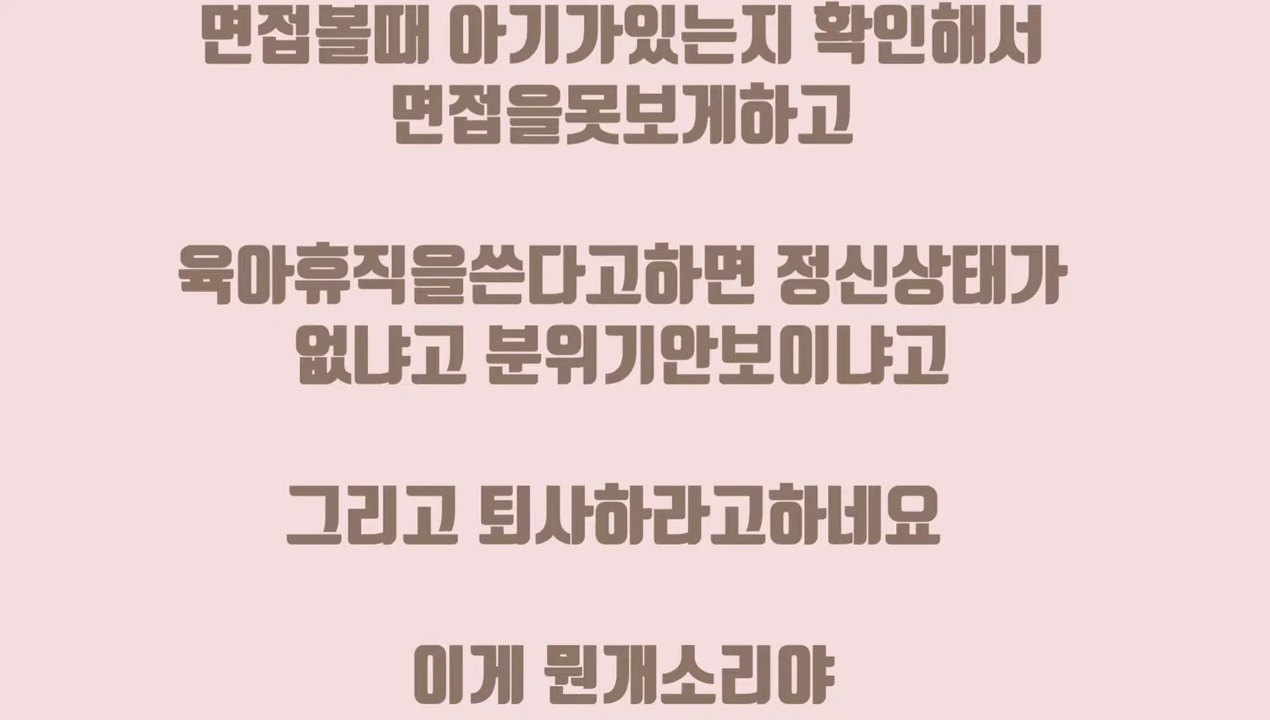 면접볼때 아기가있는지 확인해서
면접을못보게하고
육아휴직을쓴다고하면 정신상태가
없냐고 분위기안보이냐고
그리고 퇴사하라고하네요
이게 뭔개소리야